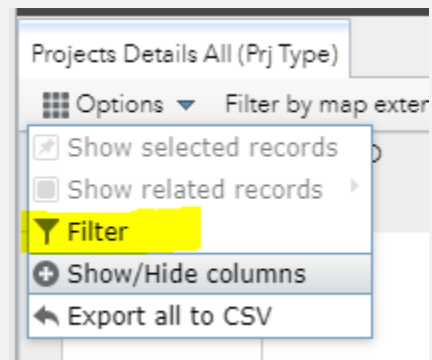 Projects Details All (Prj Type)
Options Filter by map exter
Show selected records
Show related records
Filter
Show/Hide columns
Export all to CSV